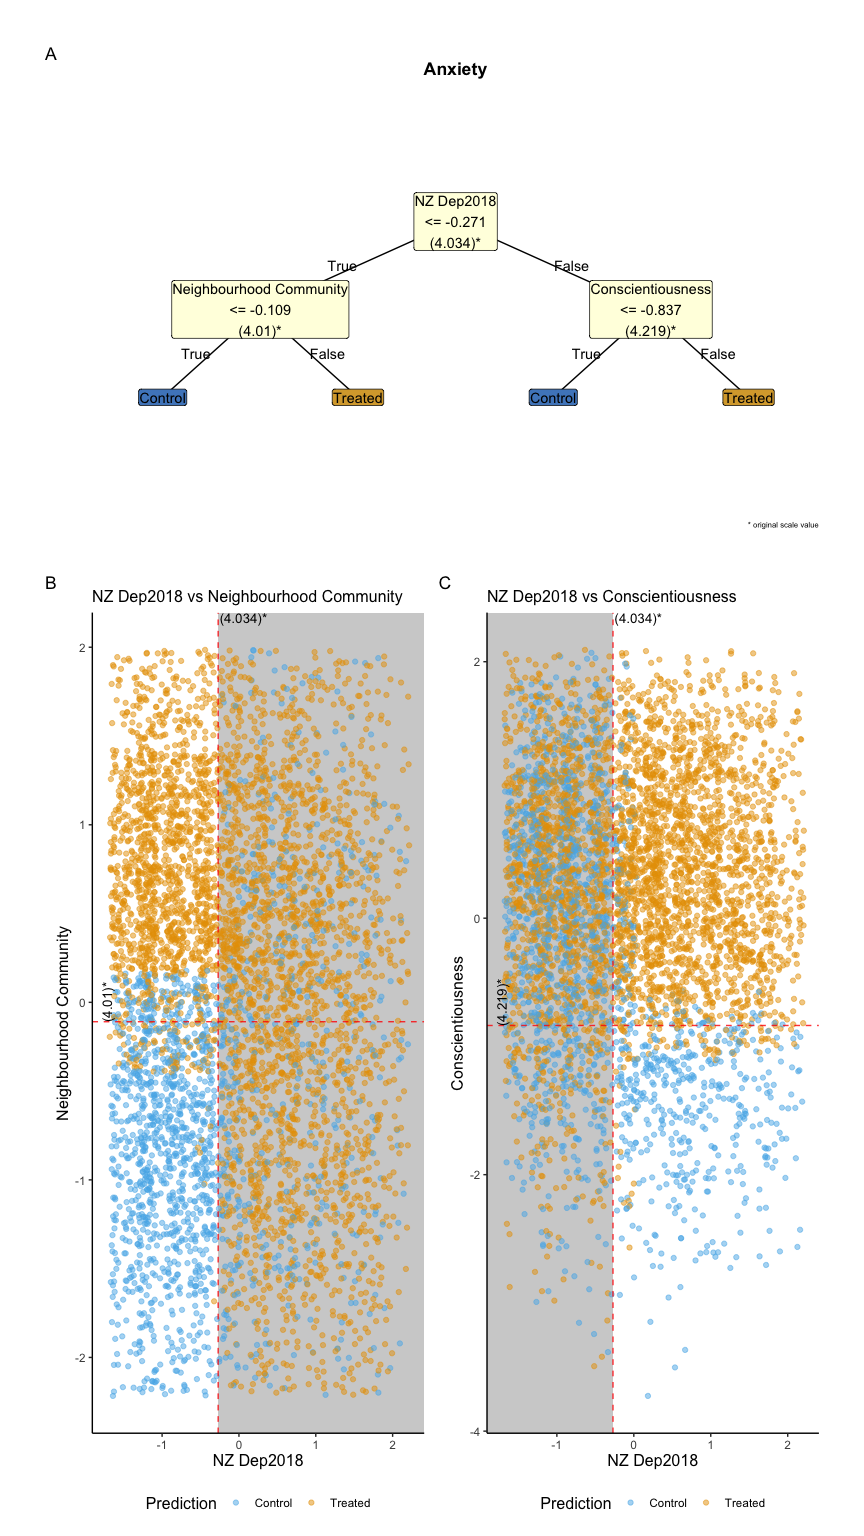 A
Anxiety
NZ Dep2018
<= -0.271
(4.034)*
True
False
Neighbourhood Community
<= -0.109
(4.01)*
Conscientiousness
<= -0.837
(4.219)*
True
False
True
False
Control
Treated
Control
Treated
* original scale value
B
NZ Dep2018 vs Neighbourhood Community
(4.034)*
2
1
0
-1
-2
Neighbourhood Community
(4.01)*
-1
0
1
2
NZ Dep2018
Prediction
Control
Treated
C
NZ Dep2018 vs Conscientiousness
(4.034)*
2
0
-2
-4
Conscientiousness
(4.219)*
-1
0
1
2
NZ Dep2018
Prediction
Control
Treated